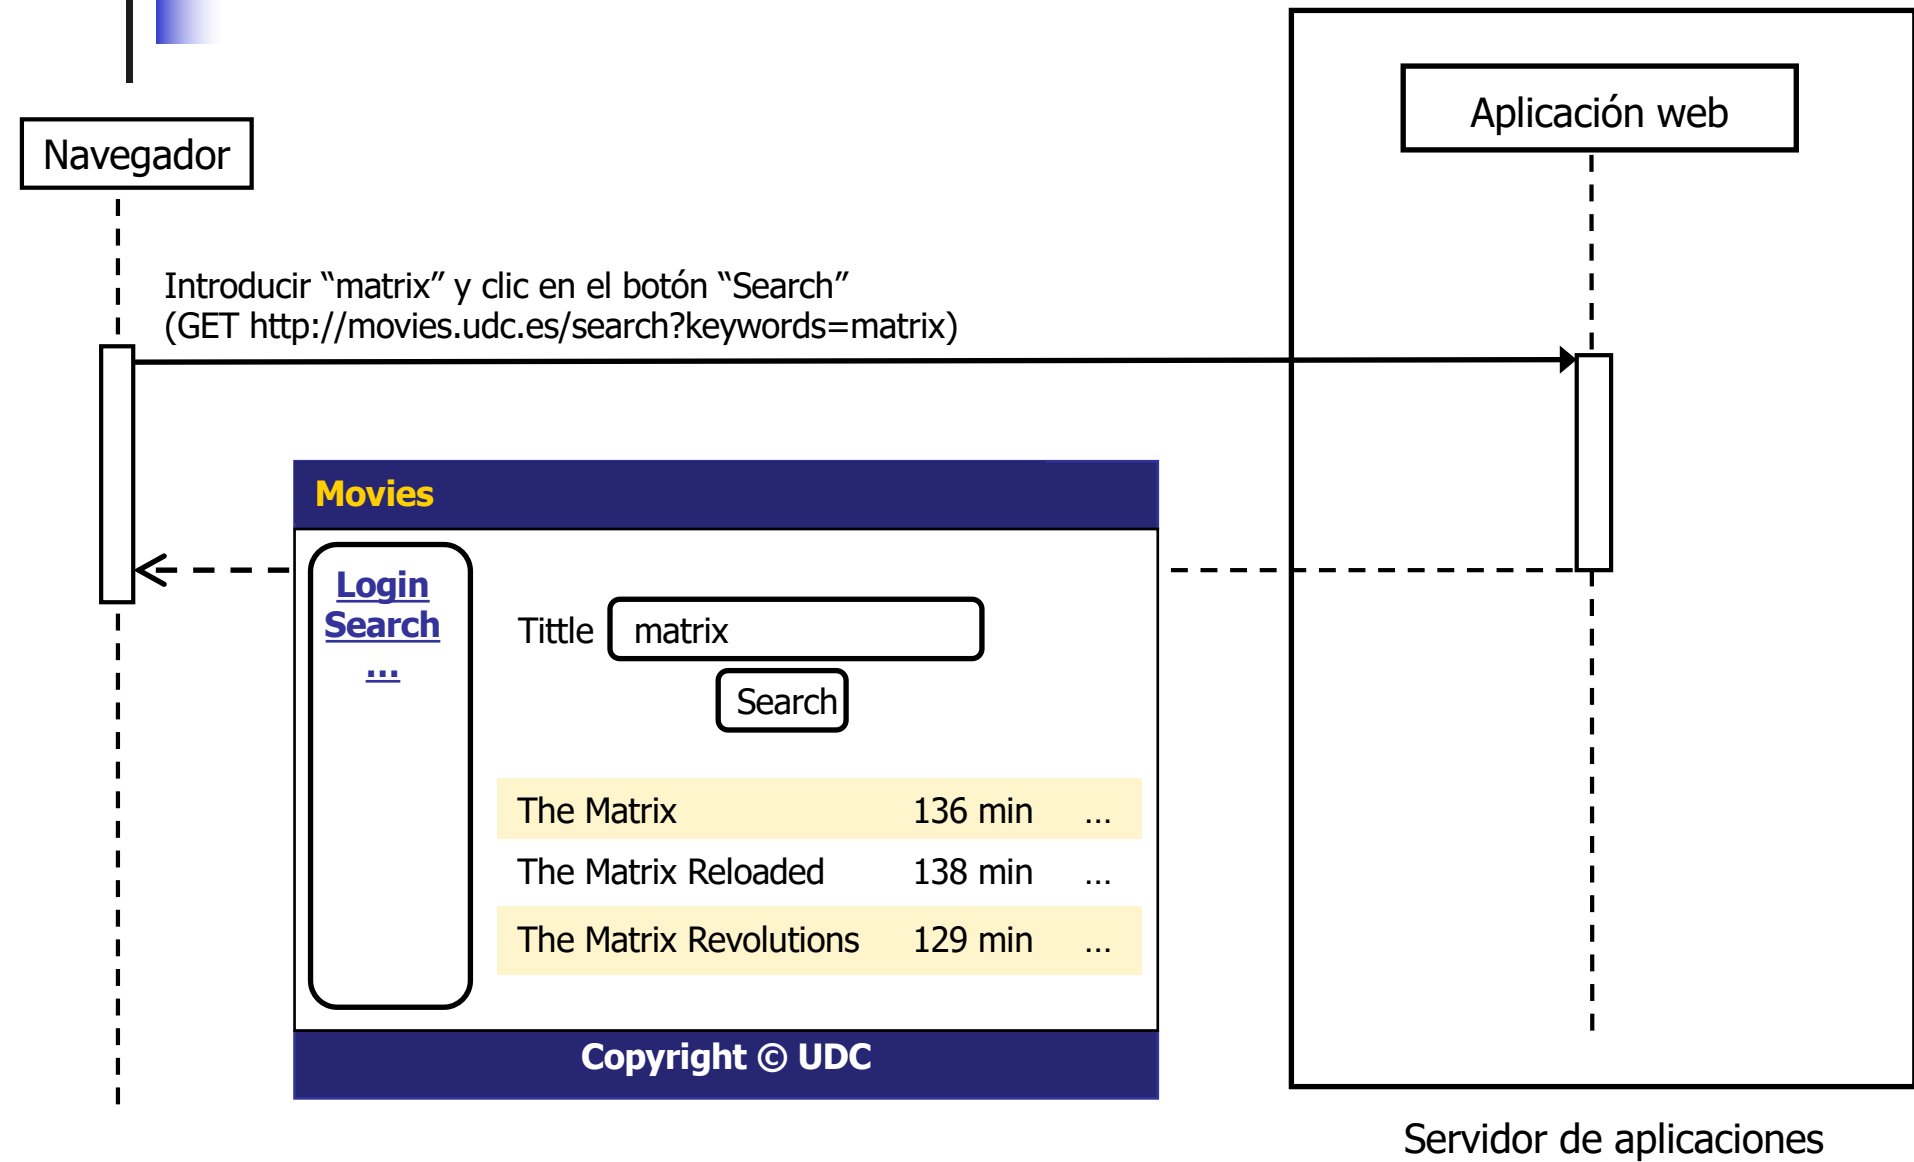 Aplicación web
Navegador
Introducir “matrix” y clic en el botón “Search”
(GET http://movies.udc.es/search?keywords=matrix)
Movies
Login
Search
...
Tittle
matrix
Search
The Matrix 136 min …
The Matrix Reloaded 138 min …
The Matrix Revolutions 129 min …
Copyright © UDC
Servidor de aplicaciones